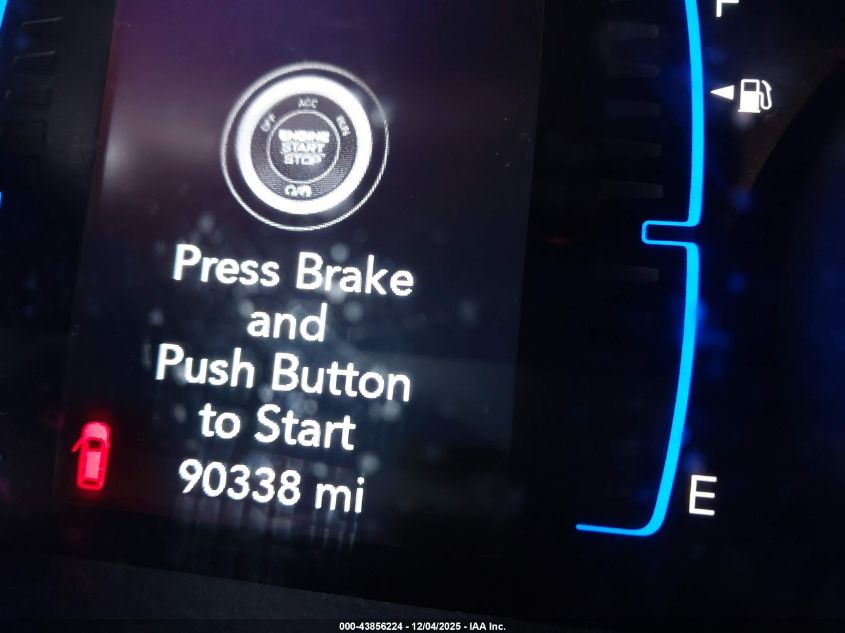 F
ACC
OFF
RUN
ENGINE
START
STOP
Press Brake
and
Push Button
to Start
90338 mi
E
000-43856224 - 12/04/2025 - IAA Inc.